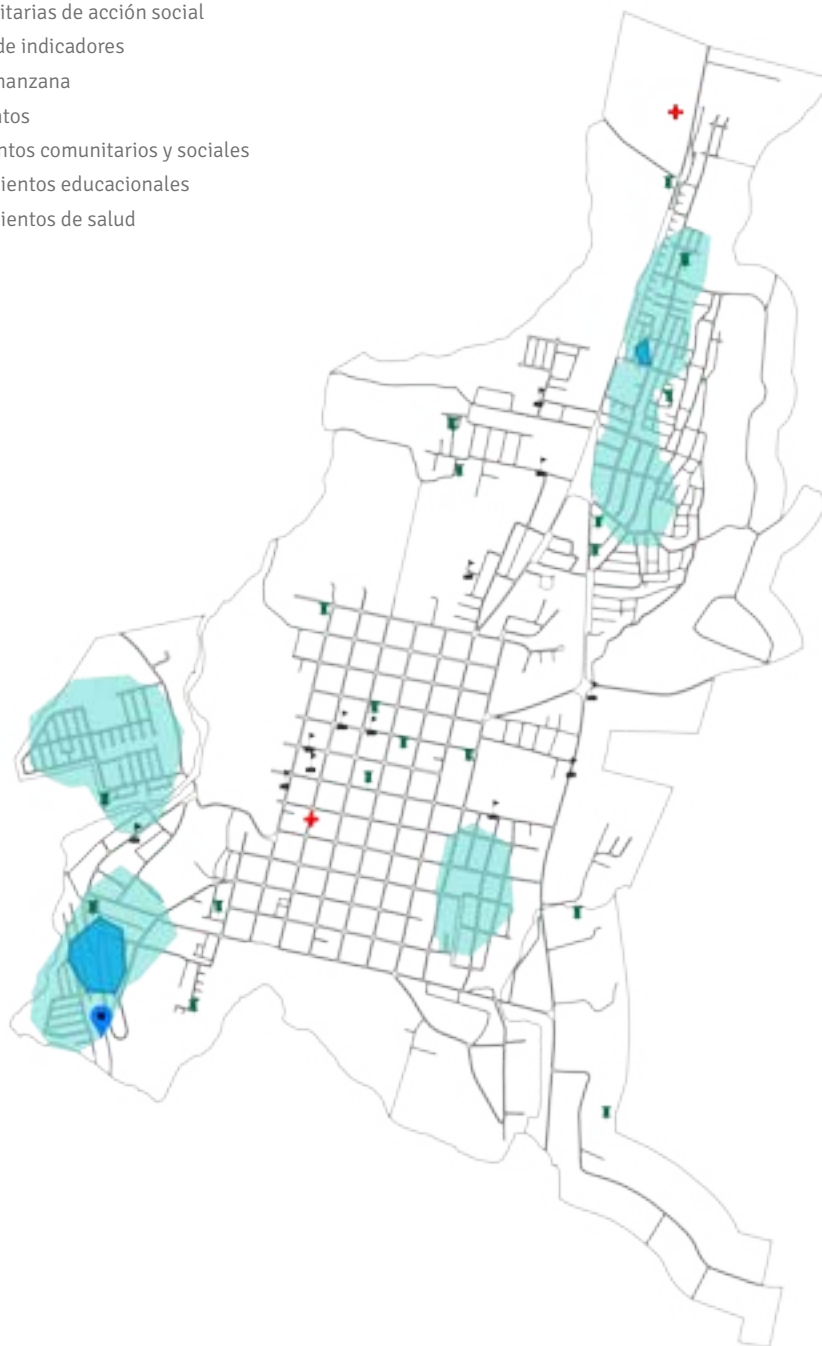 itarias de acción social
de indicadores
manzana
ntos
ntos comunitarios y sociales
ientos educacionales
ientos de salud